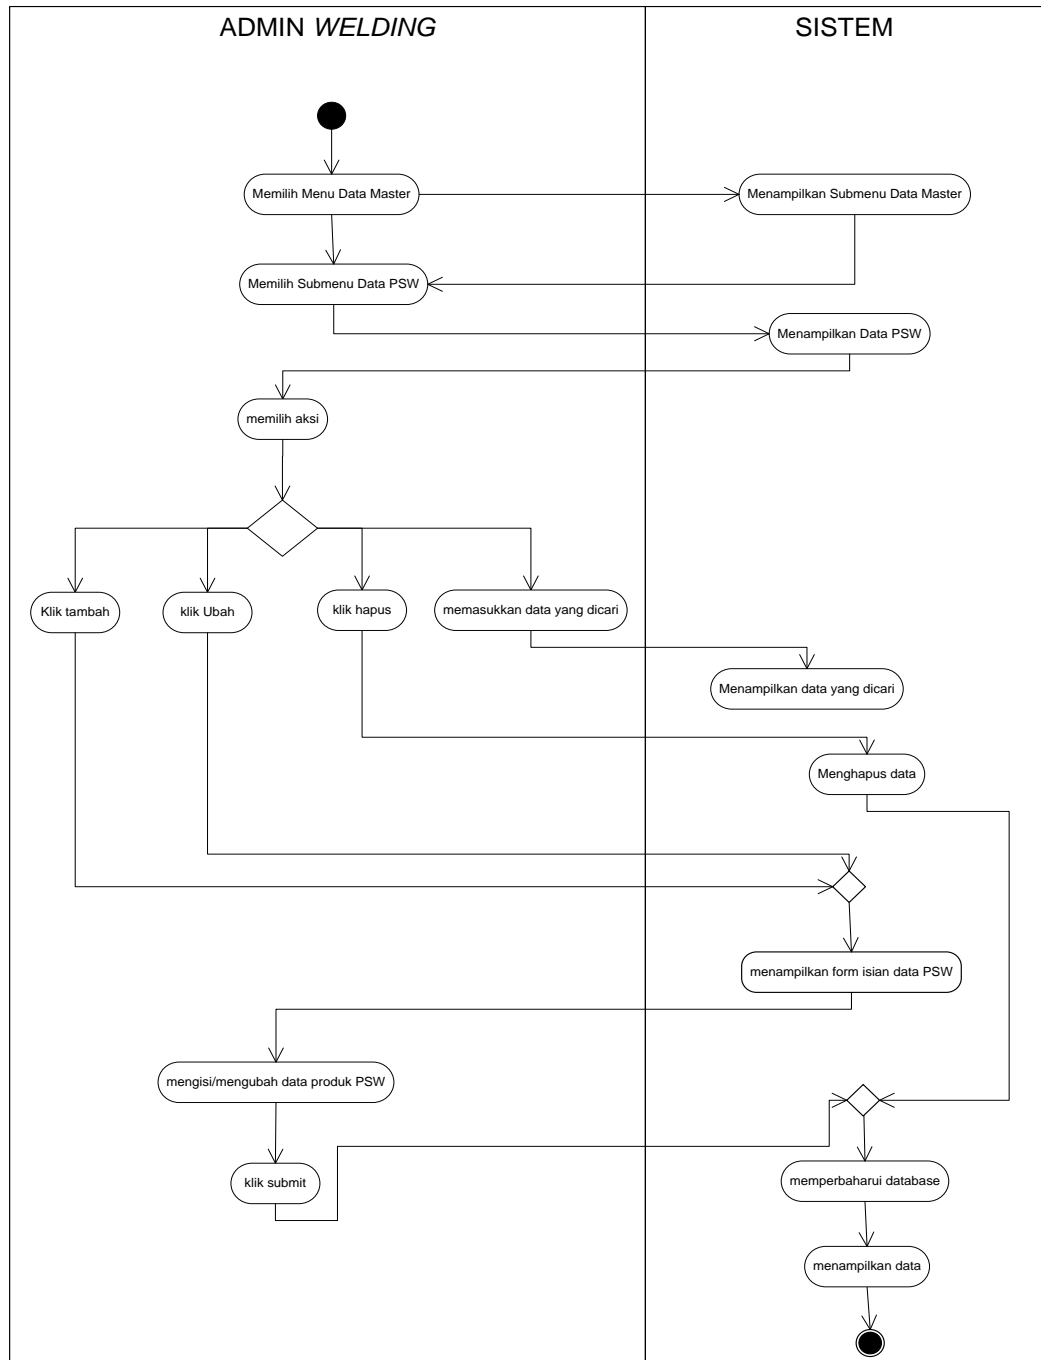 ADMIN WELDING
SISTEM
Memilih Menu Data Master
Menampilkan Submenu Data Master
Memilih Submenu Data PSW
Menampilkan Data PSW
memilih aksi
Klik tambah
klik Ubah
klik hapus
memasukkan data yang dicari
Menampilkan data yang dicari
Menghapus data
menampilkan form isian data PSW
mengisi/mengubah data produk PSW
klik submit
memperbaharui database
menampilkan data